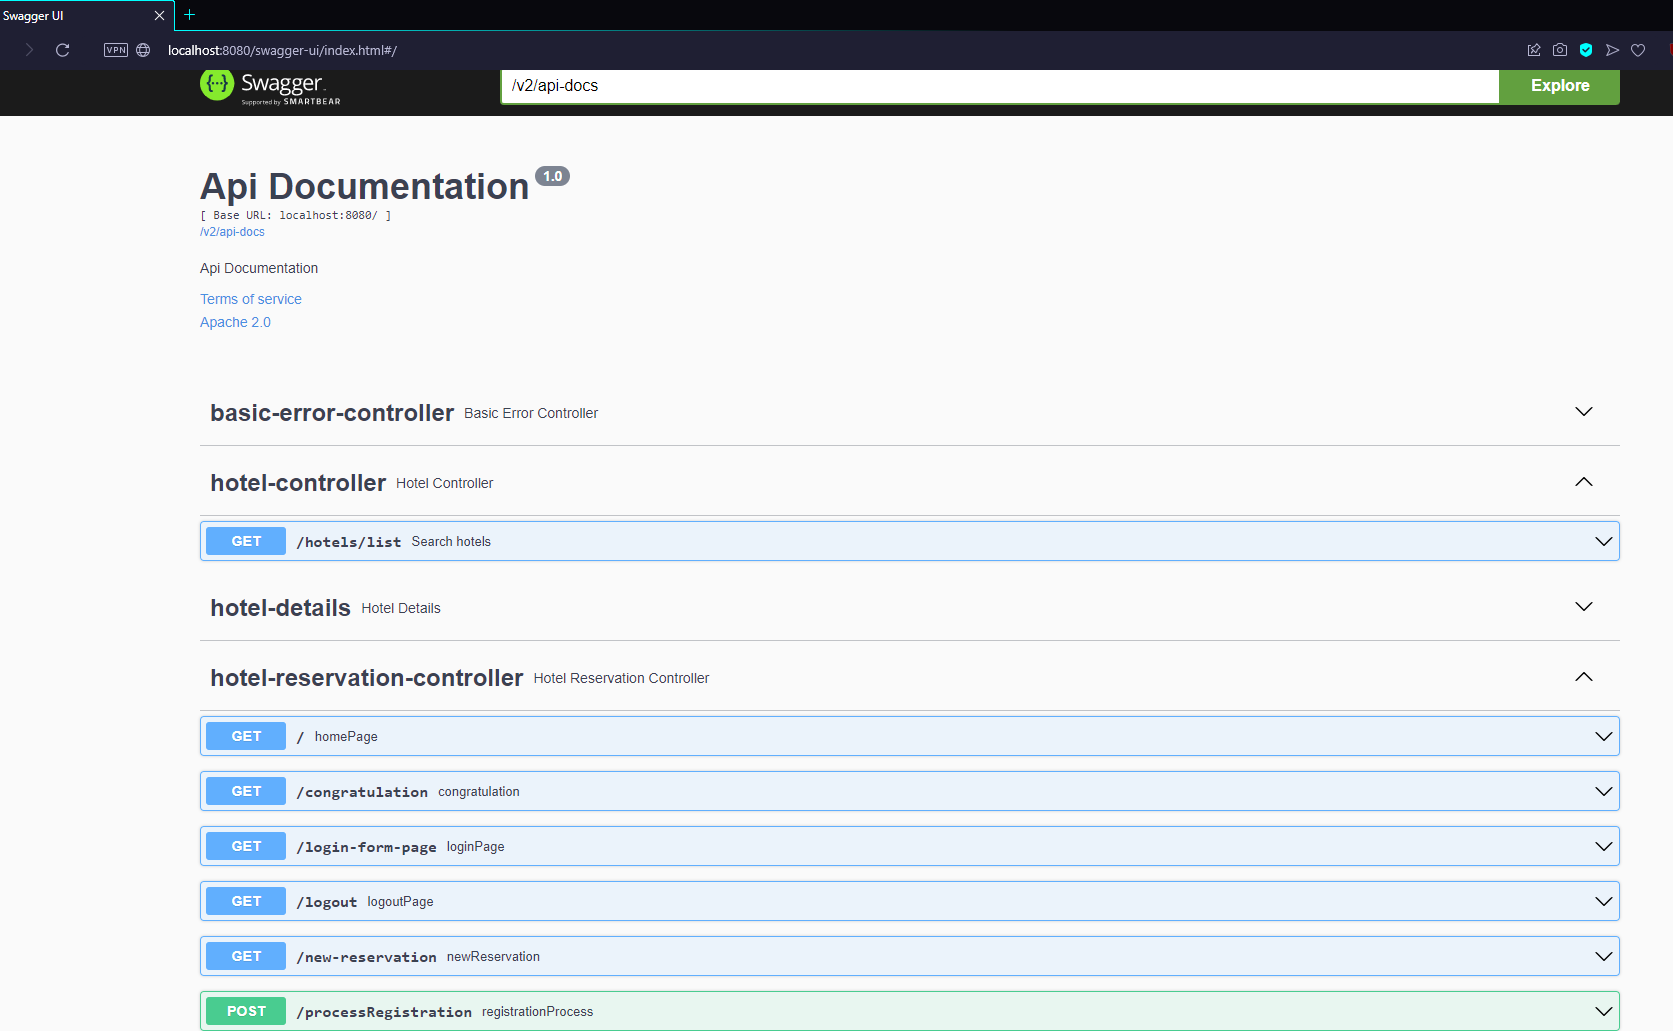 Swagger UI
VPN localhost:8080/swagger-ui/index.html#/
Swagger
Supported by SMARTBEAR
/v2/api-docs
Explore
Api Documentation 1.0
[ Base URL: localhost:8080/ ]
/v2/api-docs
Api Documentation
Terms of service
Apache 2.0
basic-error-controller Basic Error Controller
hotel-controller Hotel Controller
GET /hotels/list Search hotels
hotel-details Hotel Details
hotel-reservation-controller Hotel Reservation Controller
GET / homePage
GET /congratulation congratulation
GET /login-form-page loginPage
GET /logout logoutPage
GET /new-reservation newReservation
POST /processRegistration registrationProcess